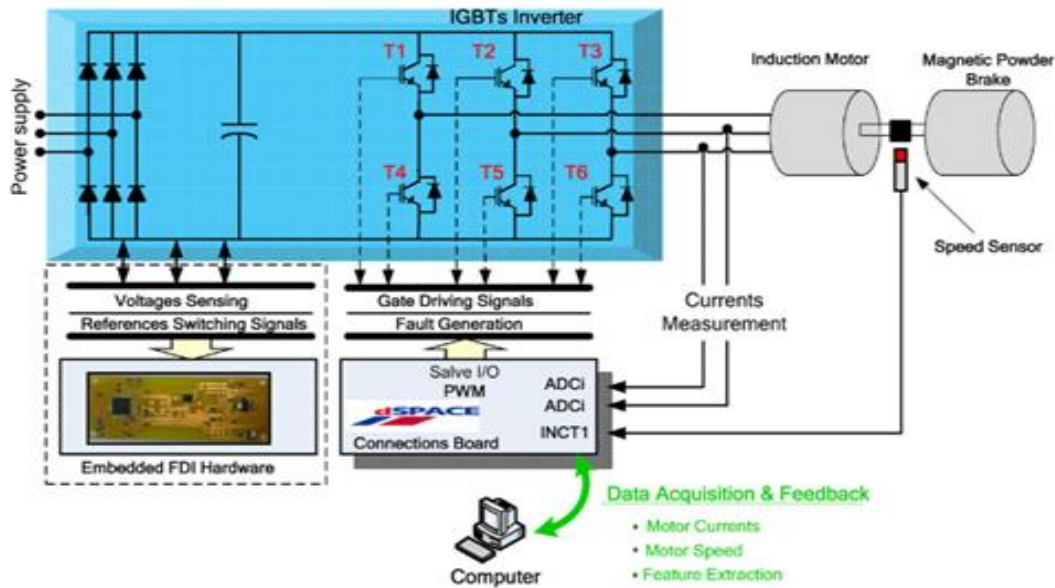 IGBTs Inverter
T1
T2
T3
Induction Motor
Magnetic Powder
Brake
Power supply
T4
T5
T6
Speed Sensor
Voltages Sensing
References Switching Signals
Gate Driving Signals
Fault Generation
Currents
Measurement
Salve I/O
PWM
ADCi
ADCi
dSPACE
INCT1
Connections Board
Embedded FDI Hardware
Data Acquisition & Feedback
• Motor Currents
• Motor Speed
• Feature Extraction
Computer